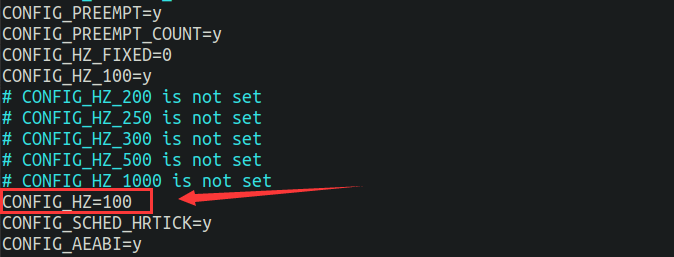 CONFIG_PREEMPT=y
CONFIG_PREEMPT_COUNT=y
CONFIG_HZ_FIXED=0
CONFIG_HZ_100=y
# CONFIG_HZ_200 is not set
# CONFIG_HZ_250 is not set
# CONFIG_HZ_300 is not set
# CONFIG_HZ_500 is not set
# CONFIG_HZ_1000 is not set
CONFIG_HZ=100
CONFIG_SCHED_HRTICK=y
CONFIG_AEABI=y